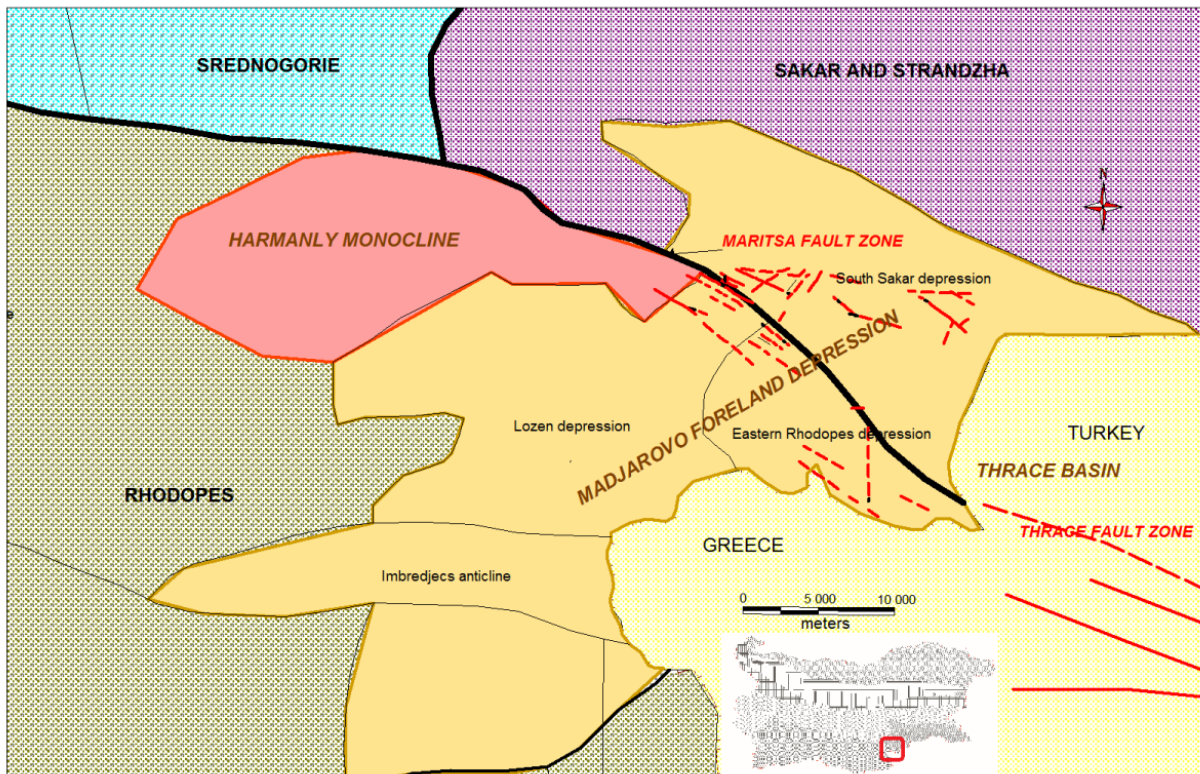 SREDNOGORIE
SAKAR AND STRANDZHA
N
HARMANLY MONOCLINE
MARITSA FAULT ZONE
South Sakar depression
MADJAROVO FORELAND DEPRESSION
Lozen depression
Eastern Rhodopes depression
TURKEY
THRACE BASIN
RHODOPES
THRACE FAULT ZONE
GREECE
Imbredjecs anticline
0 5 000 10 000
meters